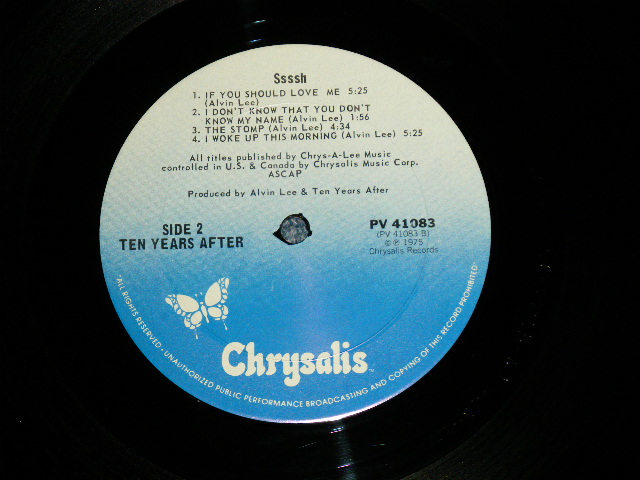 Ssssh
1. IF YOU SHOULD LOVE ME 5:25
(Alvin Lee)
2. I DON'T KNOW THAT YOU DON'T
KNOW MY NAME (Alvin Lee) 1:56
3. THE STOMP (Alvin Lee) 4:34
4. I WOKE UP THIS MORNING (Alvin Lee) 5:25
All titles published by Chrys-A-Lee Music
controlled in U.S. & Canada by Chrysalis Music Corp.
ASCAP
Produced by Alvin Lee & Ten Years After
SIDE 2
TEN YEARS AFTER
PV 41083
(PV 41083 B)
© ℗ 1975
Chrysalis Records
Chrysalis
TM
ALL RIGHTS RESERVED · UNAUTHORIZED PUBLIC PERFORMANCE BROADCASTING AND COPYING OF THIS RECORD PROHIBITED